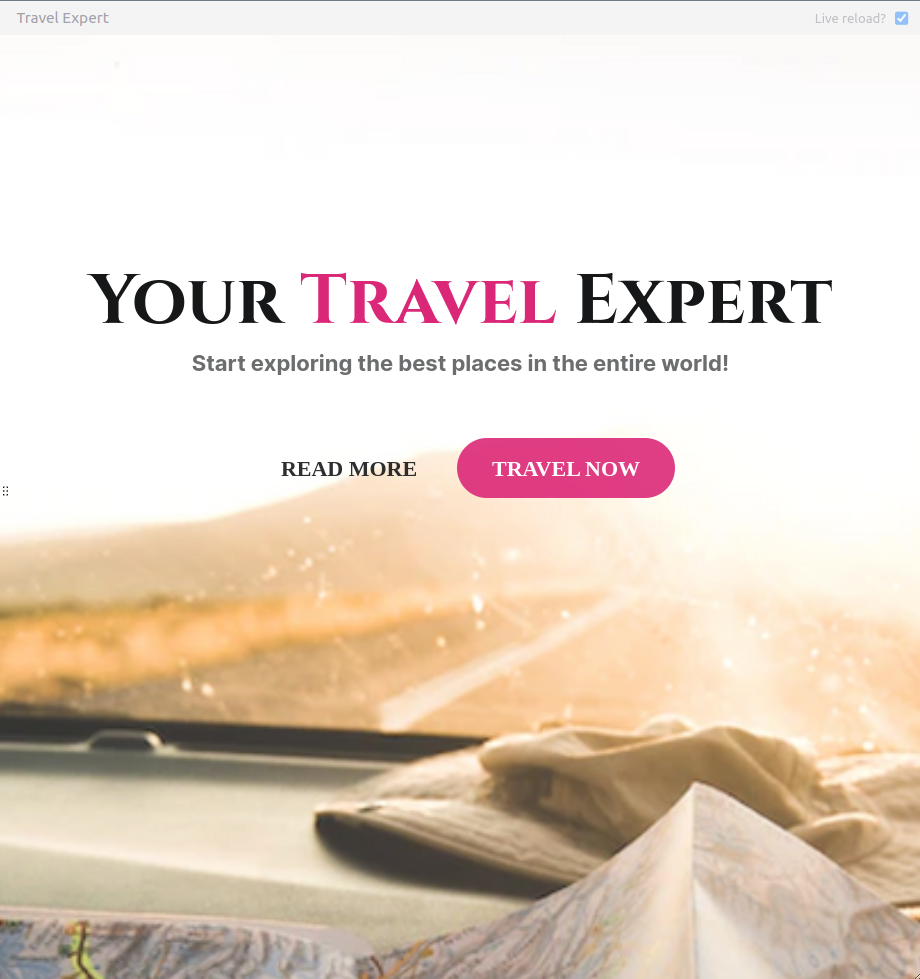 Travel Expert
Live reload?
Your Travel Expert
Start exploring the best places in the entire world!
READ MORE
TRAVEL NOW